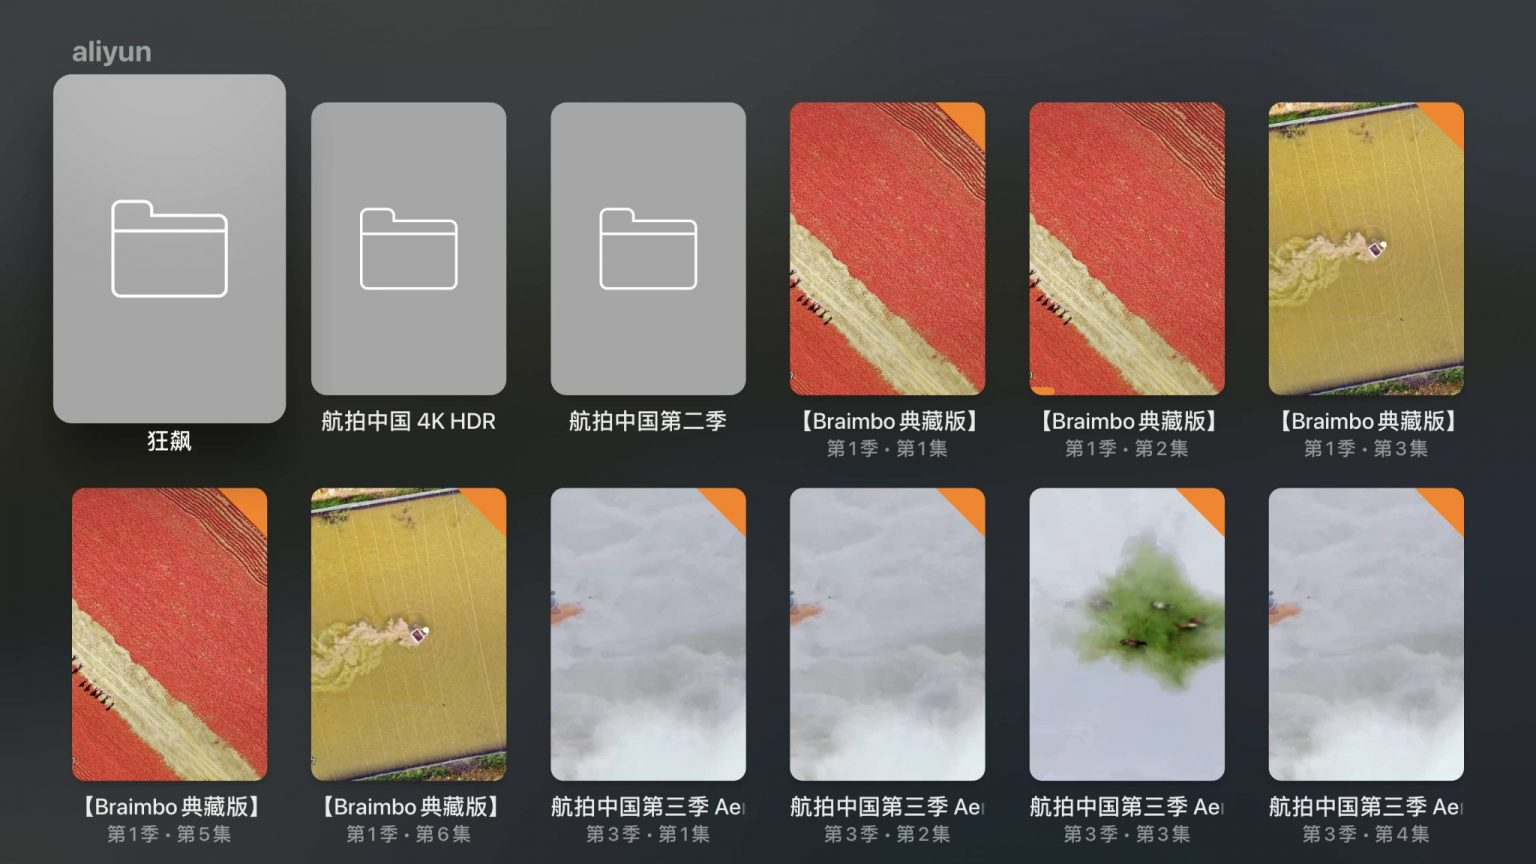 aliyun
狂飙
航拍中国 4K HDR
航拍中国第二季
【Braimbo 典藏版】
第1季 · 第1集
【Braimbo 典藏版】
第1季 · 第2集
【Braimbo 典藏版】
第1季 · 第3集
【Braimbo 典藏版】
第1季 · 第5集
【Braimbo 典藏版】
第1季 · 第6集
航拍中国第三季 Aer
第3季 · 第1集
航拍中国第三季 Aer
第3季 · 第2集
航拍中国第三季 Aer
第3季 · 第3集
航拍中国第三季 Aer
第3季 · 第4集